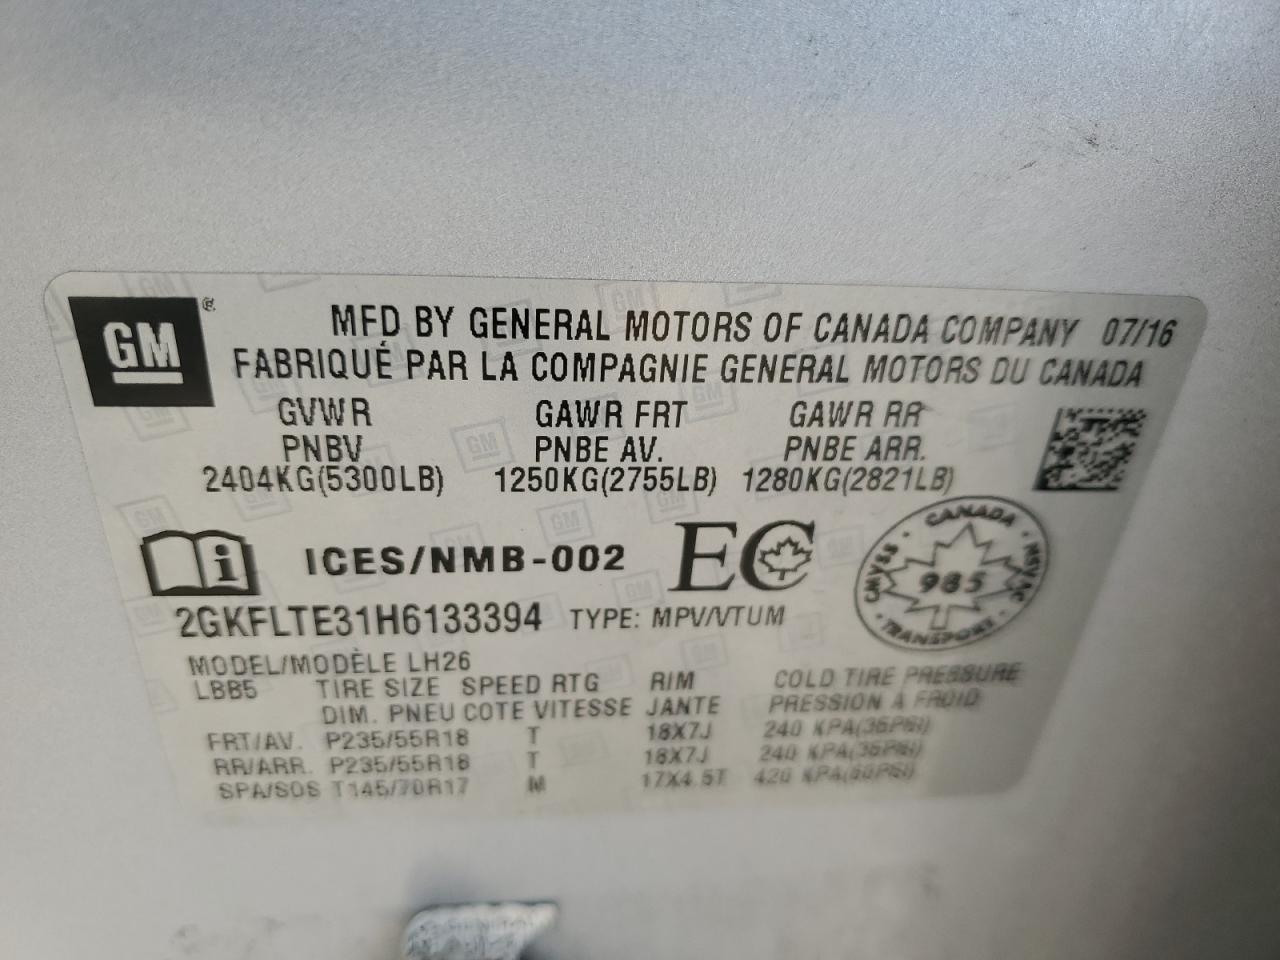 GM ®
MFD BY GENERAL MOTORS OF CANADA COMPANY 07/16
FABRIQUÉ PAR LA COMPAGNIE GENERAL MOTORS DU CANADA
GVWR GAWR FRT GAWR RR
PNBV PNBE AV. PNBE ARR.
2404KG(5300LB) 1250KG(2755LB) 1280KG(2821LB)
i ICES/NMB-002 EC
CANADA
CMVSS · NSVAC
985
· TRANSPORT ·
2GKFLTE31H6133394 TYPE: MPV/VTUM
MODEL/MODÈLE LH26
LBB5 TIRE SIZE SPEED RTG RIM COLD TIRE PRESSURE
DIM. PNEU COTE VITESSE JANTE PRESSION À FROID
FRT/AV. P235/55R18 T 18X7J 240 KPA(35PSI)
RR/ARR. P235/55R18 T 18X7J 240 KPA(35PSI)
SPA/SOS T145/70R17 M 17X4.5T 420 KPA(60PSI)